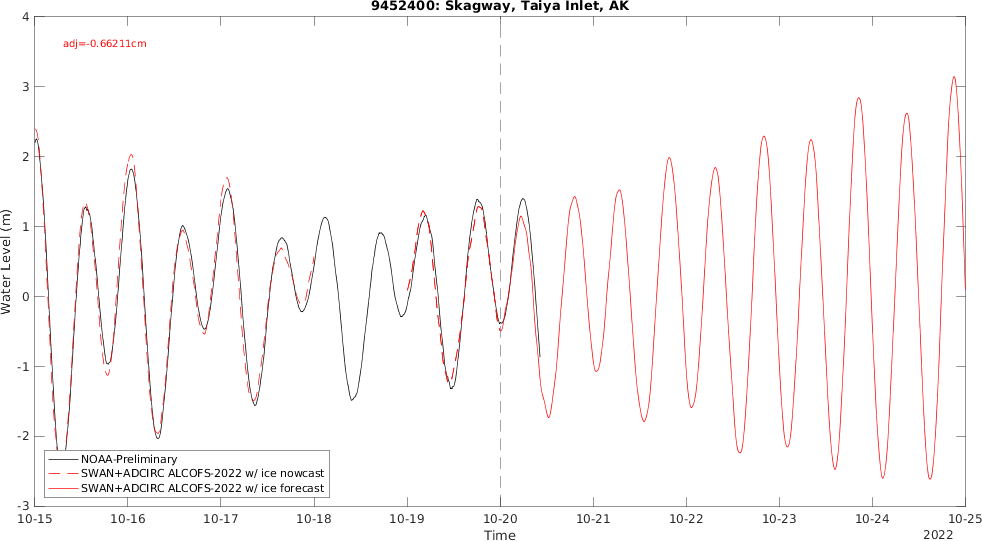 9452400: Skagway, Taiya Inlet, AK
adj=-0.66211cm
Water Level (m)
4
3
2
1
0
-1
-2
-3
NOAA-Preliminary
SWAN+ADCIRC ALCOFS-2022 w/ ice nowcast
SWAN+ADCIRC ALCOFS-2022 w/ ice forecast
10-15 10-16 10-17 10-18 10-19 10-20 10-21 10-22 10-23 10-24 10-25
Time
2022